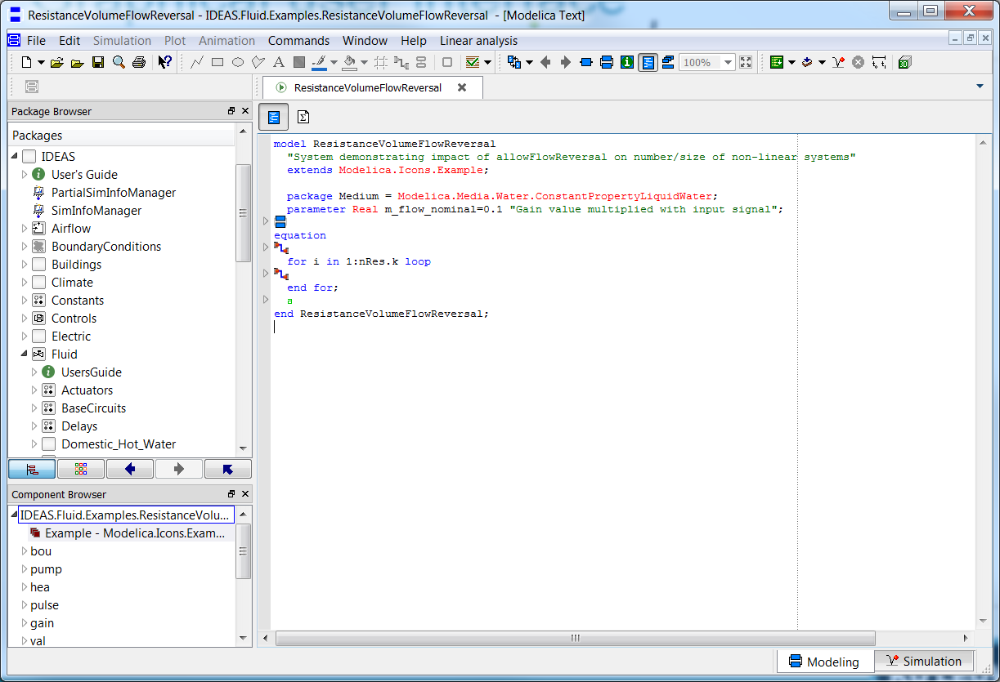 ResistanceVolumeFlowReversal - IDEAS.Fluid.Examples.ResistanceVolumeFlowReversal - [Modelica Text]
File Edit Simulation Plot Animation Commands Window Help Linear analysis
100%
3D
ResistanceVolumeFlowReversal
Package Browser
Packages
IDEAS
User's Guide
PartialSimInfoManager
SimInfoManager
Airflow
BoundaryConditions
Buildings
Climate
Constants
Controls
Electric
Fluid
UsersGuide
Actuators
BaseCircuits
Delays
Domestic_Hot_Water
Component Browser
IDEAS.Fluid.Examples.ResistanceVolu...
Example - Modelica.Icons.Exam...
bou
pump
hea
pulse
gain
val
model ResistanceVolumeFlowReversal
"System demonstrating impact of allowFlowReversal on number/size of non-linear systems"
extends Modelica.Icons.Example;
package Medium = Modelica.Media.Water.ConstantPropertyLiquidWater;
parameter Real m_flow_nominal=0.1 "Gain value multiplied with input signal";
equation
for i in 1:nRes.k loop
end for;
a
end ResistanceVolumeFlowReversal;
Modeling Simulation